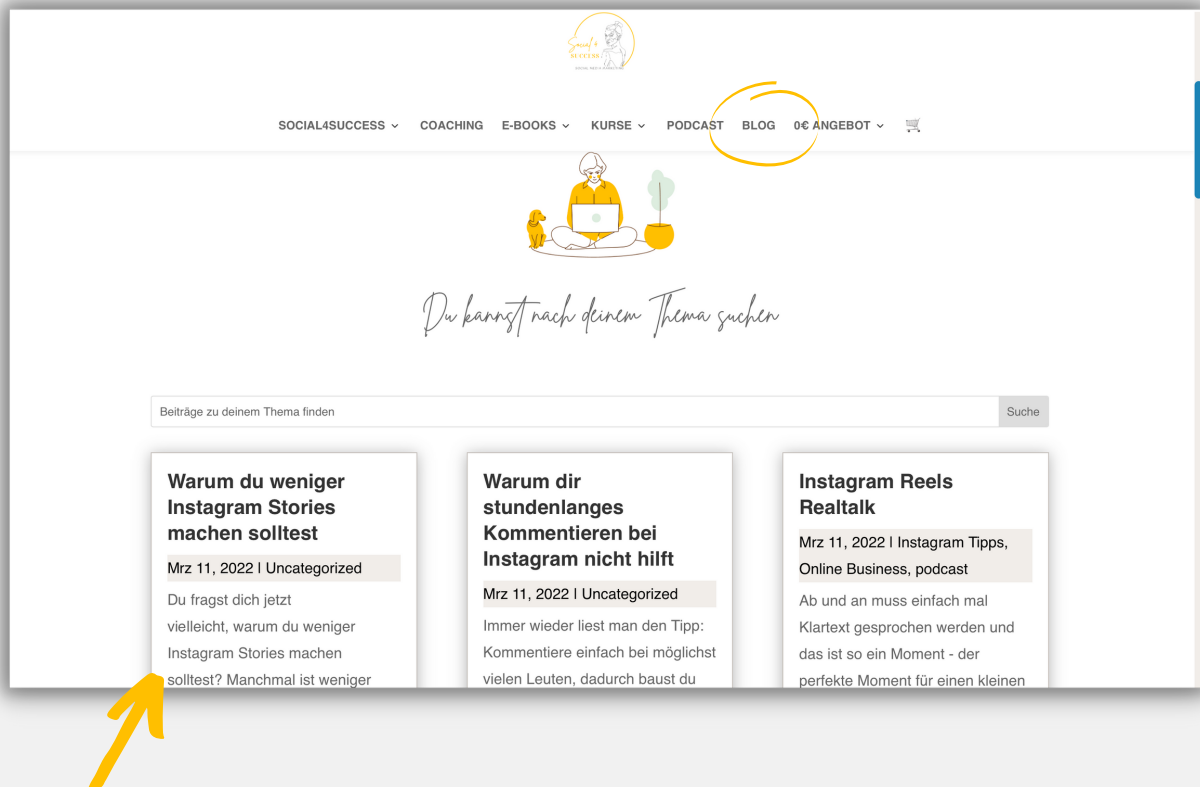 Social 4
SUCCESS
SOCIAL4SUCCESS COACHING E-BOOKS KURSE PODCAST BLOG 0€ ANGEBOT
Du kannst nach deinem Thema suchen
Beiträge zu deinem Thema finden Suche
Warum du weniger
Instagram Stories
machen solltest
Mrz 11, 2022 | Uncategorized
Du fragst dich jetzt
vielleicht, warum du weniger
Instagram Stories machen
solltest? Manchmal ist weniger
Warum dir
stundenlanges
Kommentieren bei
Instagram nicht hilft
Mrz 11, 2022 | Uncategorized
Immer wieder liest man den Tipp:
Kommentiere einfach bei möglichst
vielen Leuten, dadurch baust du
Instagram Reels
Realtalk
Mrz 11, 2022 | Instagram Tipps,
Online Business, podcast
Ab und an muss einfach mal
Klartext gesprochen werden und
das ist so ein Moment - der
perfekte Moment für einen kleinen